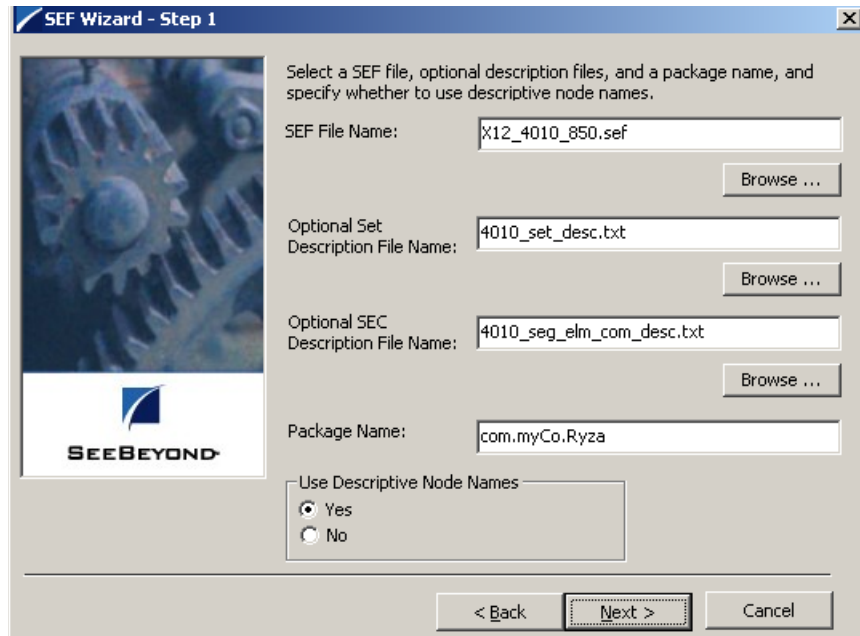 SEF Wizard - Step 1
Select a SEF file, optional description files, and a package name, and
specify whether to use descriptive node names.
SEF File Name:
X12_4010_850.sef
Browse ...
Optional Set
Description File Name:
4010_set_desc.txt
Browse ...
Optional SEC
Description File Name:
4010_seg_elm_com_desc.txt
Browse ...
SEEBEYOND
Package Name:
com.myCo.Ryza
Use Descriptive Node Names
Yes
No
< Back
Next >
Cancel